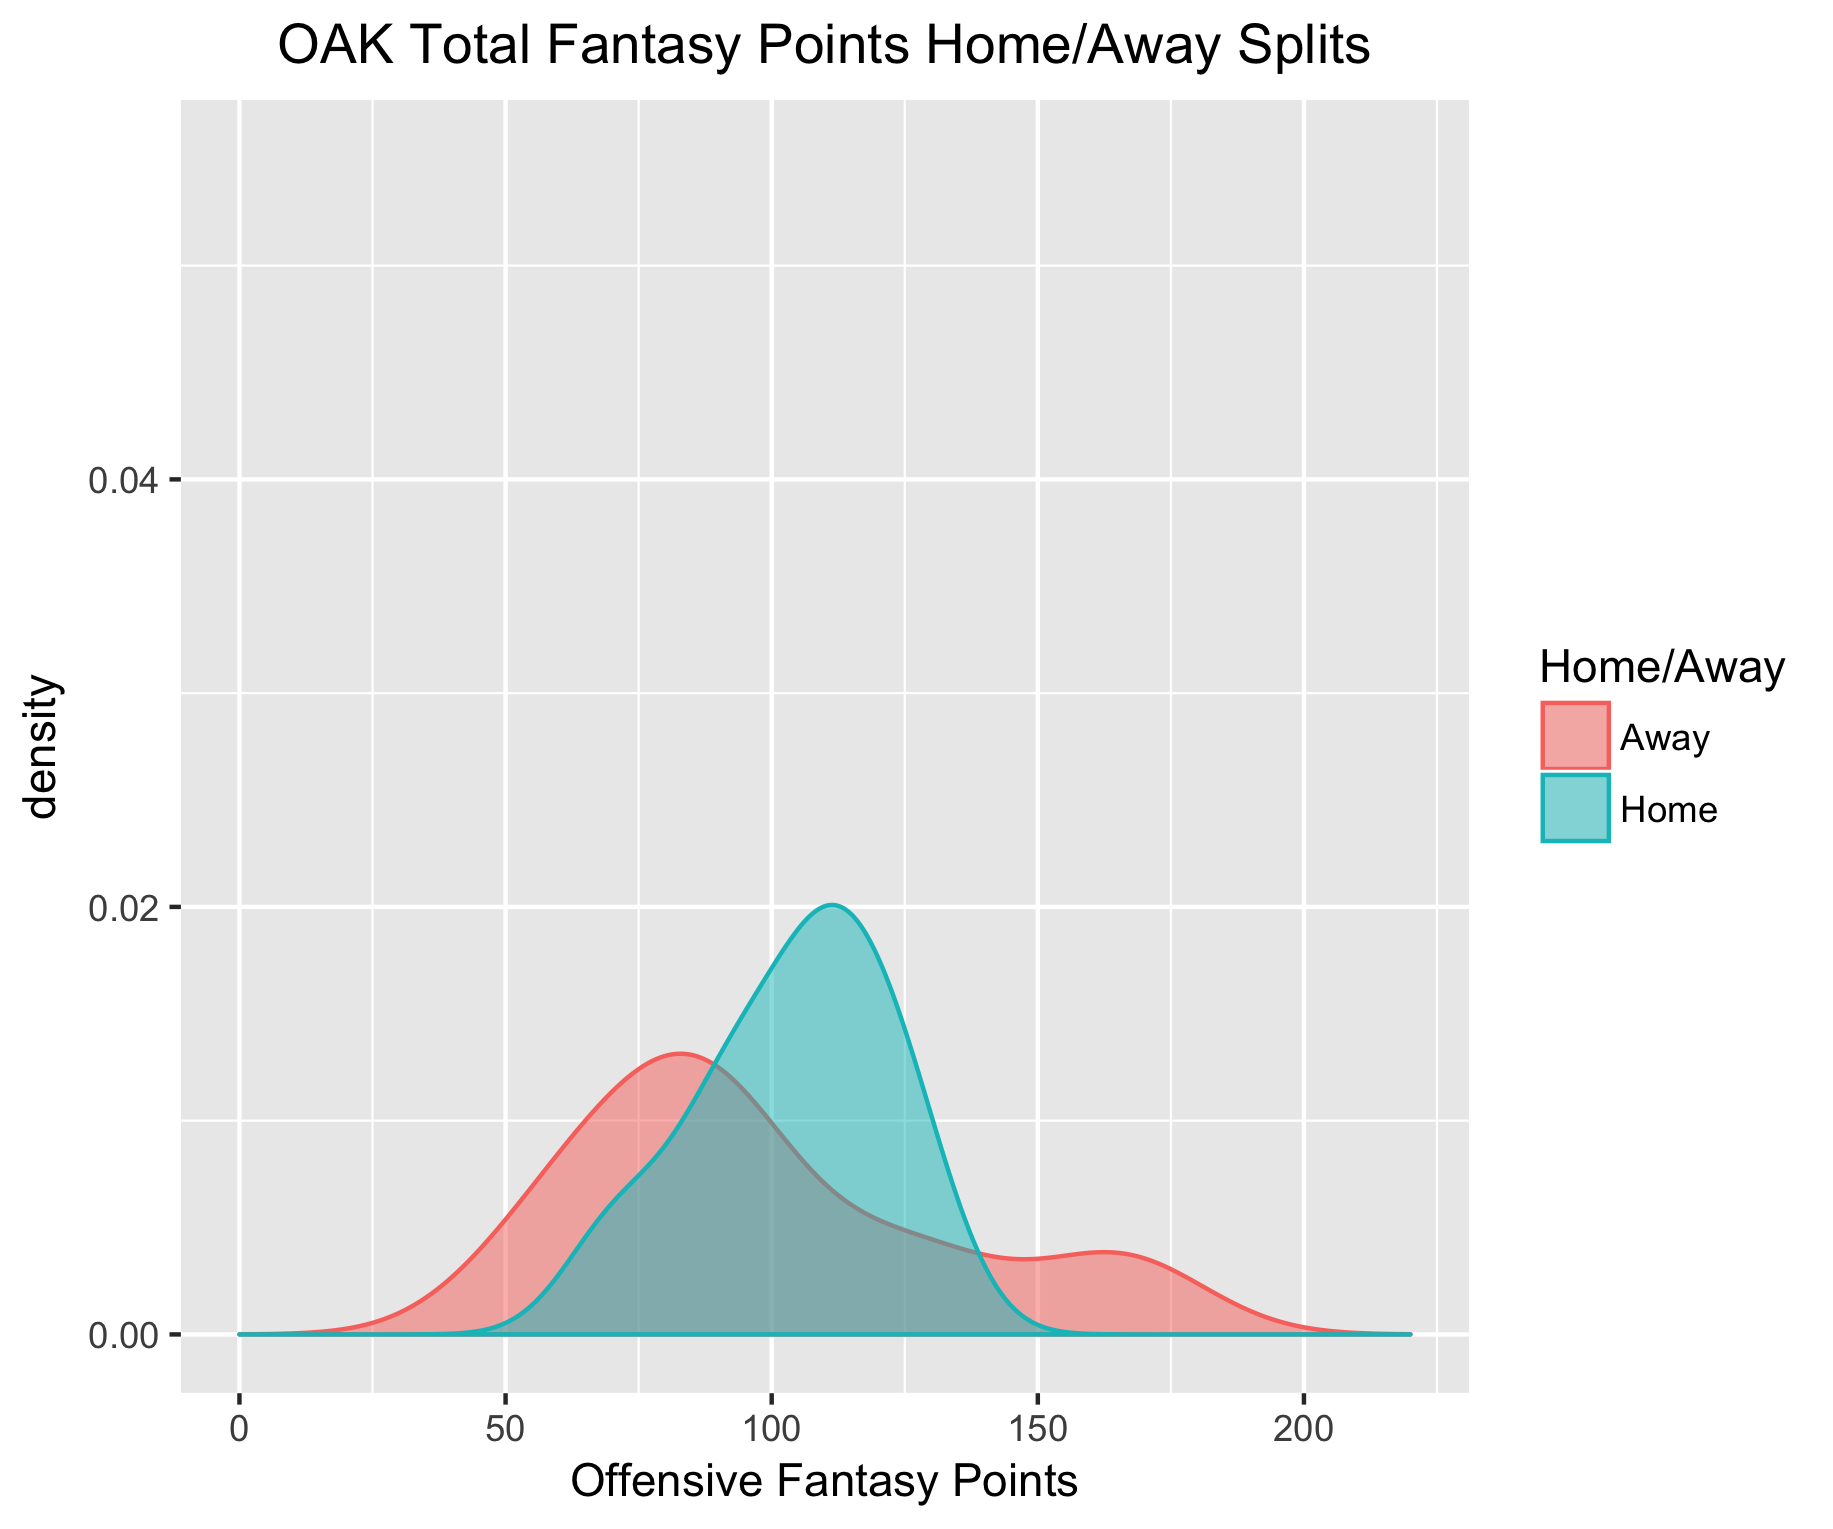 OAK Total Fantasy Points Home/Away Splits
0.04
0.02
0.00
density
0 50 100 150 200
Offensive Fantasy Points
Home/Away
Away
Home